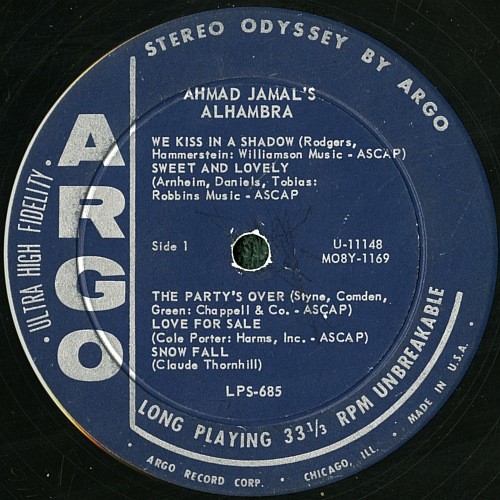 STEREO ODYSSEY BY ARGO
AHMAD JAMAL'S
ALHAMBRA
WE KISS IN A SHADOW (Rodgers,
Hammerstein: Williamson Music - ASCAP)
SWEET AND LOVELY
(Arnheim, Daniels, Tobias:
Robbins Music - ASCAP
Side 1
U-11148
MO8Y-1169
THE PARTY'S OVER (Styne, Comden,
Green: Chappell & Co. - ASCAP)
LOVE FOR SALE
(Cole Porter: Harms, Inc. - ASCAP)
SNOW FALL
(Claude Thornhill)
LPS-685
ARGO
· ULTRA HIGH FIDELITY ·
LONG PLAYING 33 1/3 RPM UNBREAKABLE
· ARGO RECORD CORP. · CHICAGO, ILL. · MADE IN U.S.A. ·